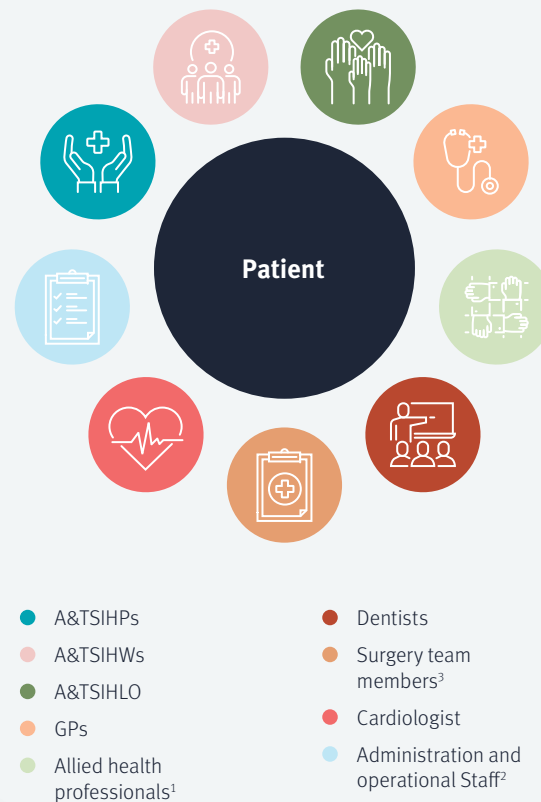 Patient
A&TSIHPs
A&TSIHWs
A&TSIHLO
GPs
Allied health
professionals¹
Dentists
Surgery team
members³
Cardiologist
Administration and
operational Staff²